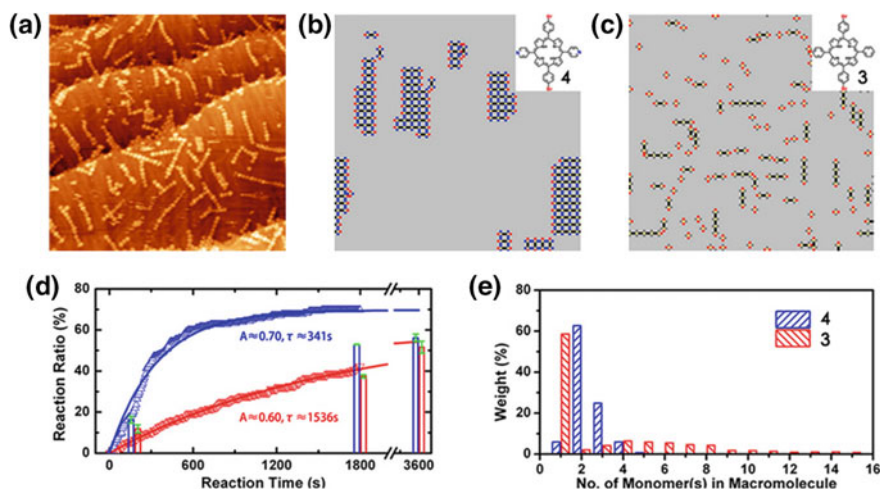 (a)
(b)
4
(c)
3
(d)
Reaction Ratio (%)
80
60
40
20
0
A≈0.70, τ ≈341s
A≈0.60, τ ≈1536s
0 600 1200 1800 3600
Reaction Time (s)
(e)
Weight (%)
80
60
40
20
0
4
3
0 2 4 6 8 10 12 14 16
No. of Monomer(s) in Macromolecule